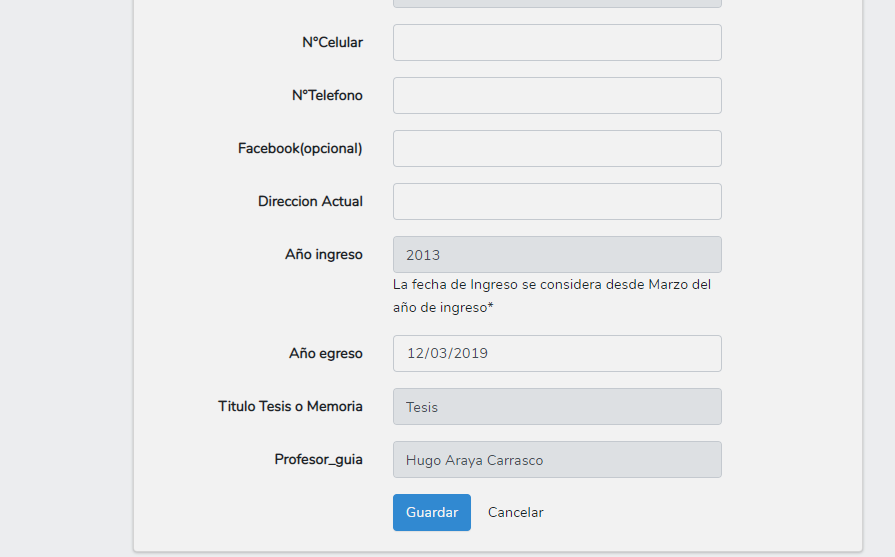 N°Celular
N°Telefono
Facebook(opcional)
Direccion Actual
Año ingreso
2013
La fecha de Ingreso se considera desde Marzo del
año de ingreso*
Año egreso
12/03/2019
Titulo Tesis o Memoria
Tesis
Profesor_guia
Hugo Araya Carrasco
Guardar
Cancelar